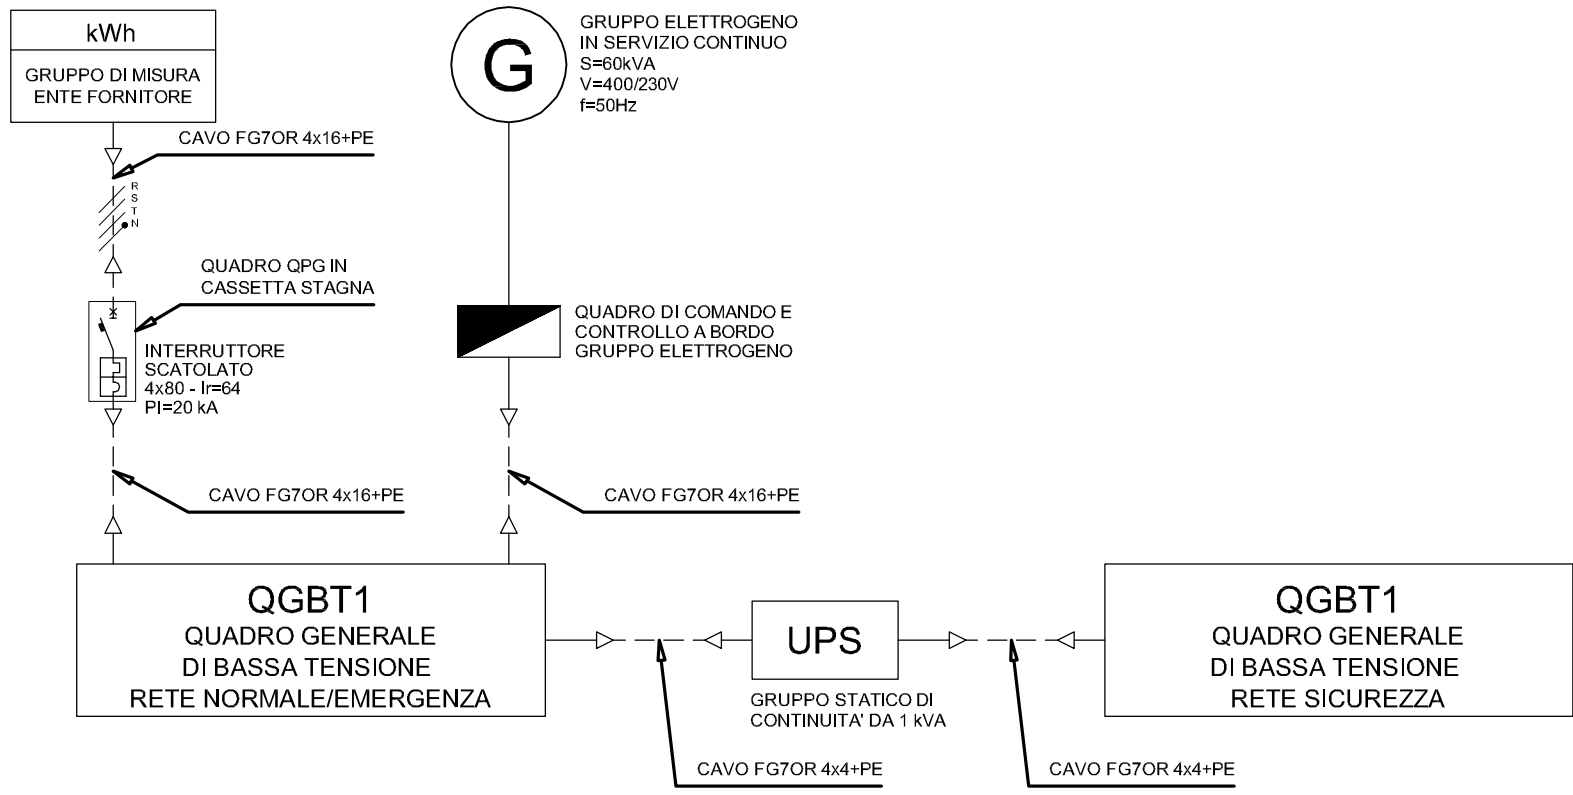 kWh
GRUPPO DI MISURA
ENTE FORNITORE
CAVO FG7OR 4x16+PE
R
S
T
N
QUADRO QPG IN
CASSETTA STAGNA
INTERRUTTORE
SCATOLATO
4x80 - Ir=64
PI=20 kA
CAVO FG7OR 4x16+PE
G
GRUPPO ELETTROGENO
IN SERVIZIO CONTINUO
S=60kVA
V=400/230V
f=50Hz
QUADRO DI COMANDO E
CONTROLLO A BORDO
GRUPPO ELETTROGENO
CAVO FG7OR 4x16+PE
QGBT1
QUADRO GENERALE
DI BASSA TENSIONE
RETE NORMALE/EMERGENZA
UPS
GRUPPO STATICO DI
CONTINUITA' DA 1 kVA
CAVO FG7OR 4x4+PE
CAVO FG7OR 4x4+PE
QGBT1
QUADRO GENERALE
DI BASSA TENSIONE
RETE SICUREZZA